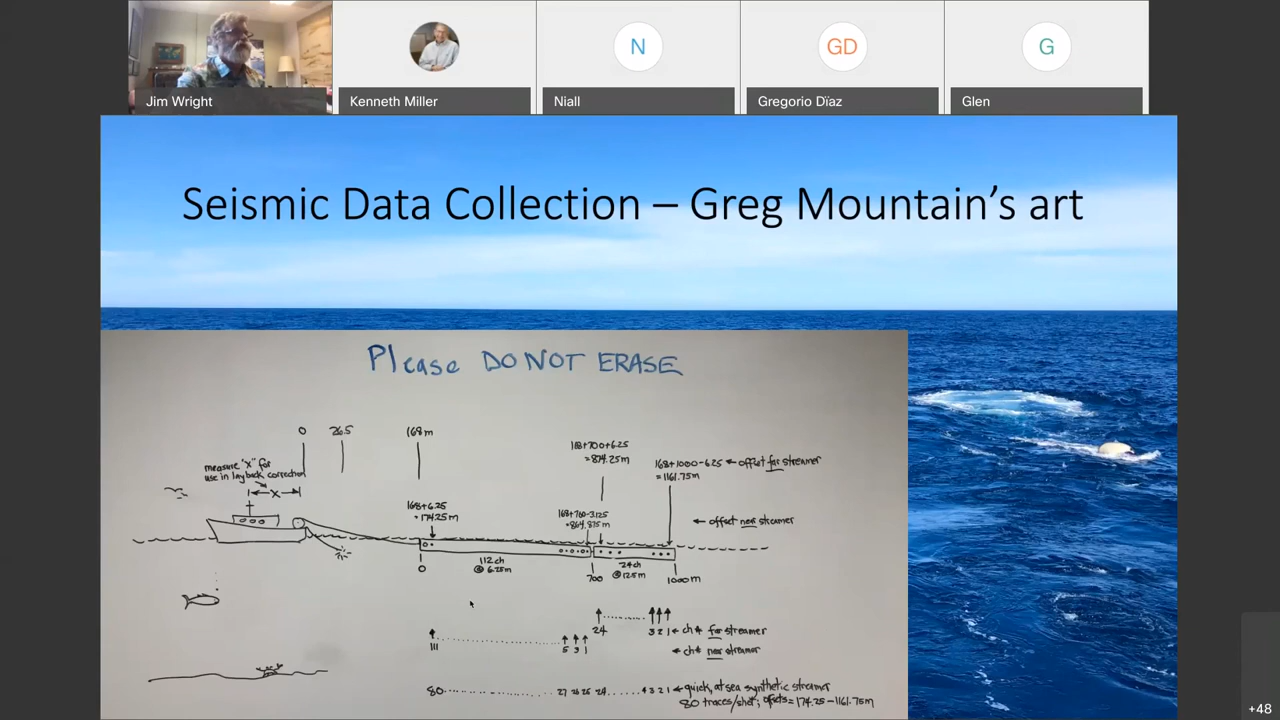 Jim Wright
Kenneth Miller
N
Niall
GD
Gregorio Dïaz
G
Glen
Seismic Data Collection – Greg Mountain's art
Please DO NOT ERASE
0
26.5
168m
measure "X" for
use in layback correction
X
168+6.25
=174.25m
168+700+6.25
=874.25m
168+1000-6.25 ← offset far streamer
=1161.75m
168+700-3.125
=864.875m
← offset near streamer
0
112ch
@ 6.25m
700
24ch
@12.5m
1000m
24 321 ← ch# far streamer
111 5 3 1
← ch# near streamer
80 27 26 25 24 4 3 2 1 ← quick, at sea synthetic streamer
80 traces/shot; offsets = 174.25-1161.75m
+48